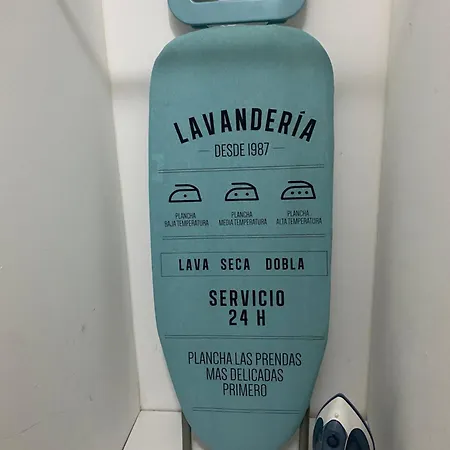 LAVANDERÍA
DESDE 1987
PLANCHA PLANCHA PLANCHA
BAJA TEMPERATURA MEDIA TEMPERATURA ALTA TEMPERATURA
LAVA SECA DOBLA
SERVICIO
24 H
PLANCHA LAS PRENDAS
MAS DELICADAS
PRIMERO